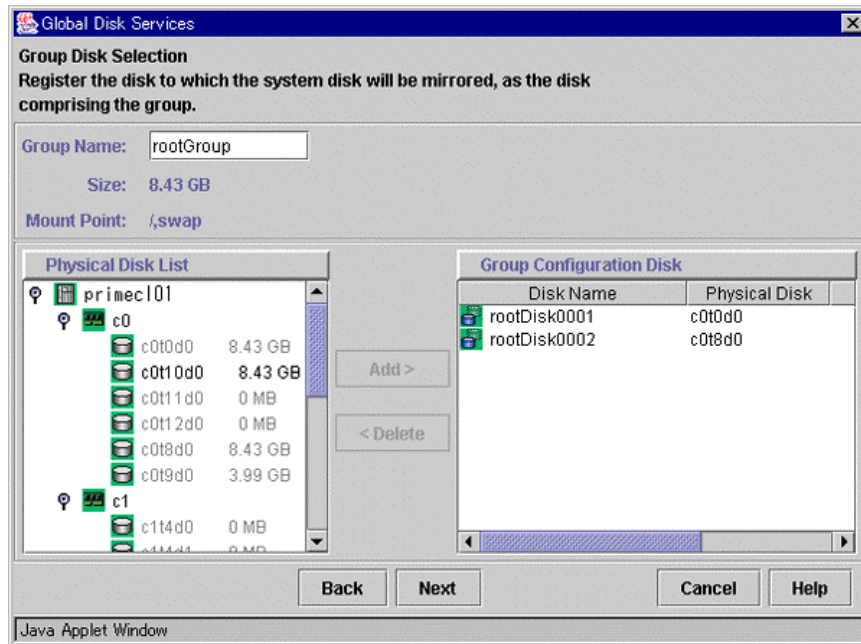 Global Disk Services
Group Disk Selection
Register the disk to which the system disk will be mirrored, as the disk
comprising the group.
Group Name: rootGroup
Size: 8.43 GB
Mount Point: /,swap
Physical Disk List
primecl01
c0
c0t0d0 8.43 GB
c0t10d0 8.43 GB
c0t11d0 0 MB
c0t12d0 0 MB
c0t8d0 8.43 GB
c0t9d0 3.99 GB
c1
c1t4d0 0 MB
Add >
< Delete
Group Configuration Disk
Disk Name Physical Disk
rootDisk0001 c0t0d0
rootDisk0002 c0t8d0
Back Next Cancel Help
Java Applet Window